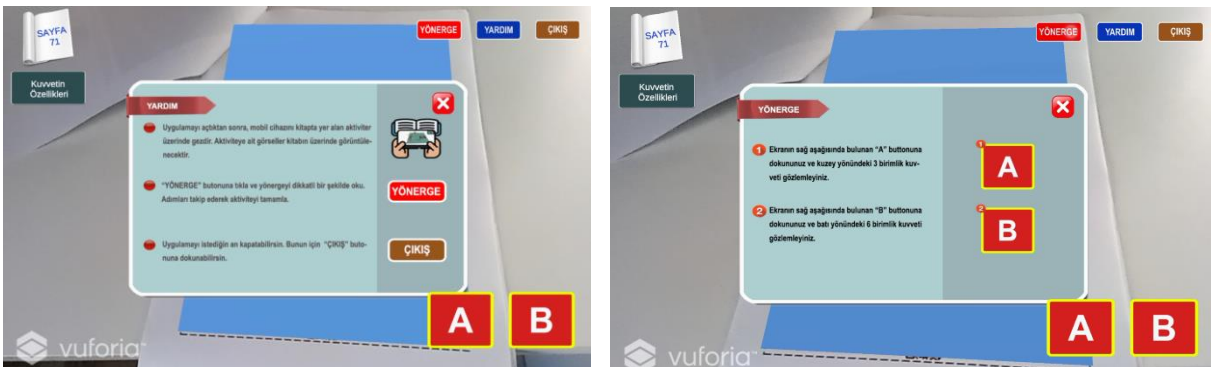 SAYFA
71
YÖNERGE
YARDIM
ÇIKIŞ
Kuvvetin
Özellikleri
YARDIM
Uygulamayı açtıktan sonra, mobil cihazını kitapta yer alan aktiviter
üzerinde gezdir. Aktiviteye ait görseller kitabın üzerinde görüntüle-
necektir.
"YÖNERGE" butonuna tıkla ve yönergeyi dikkatli bir şekilde oku.
Adımları takip ederek aktiviteyi tamamla.
YÖNERGE
Uygulamayı istediğin an kapatabilirsin. Bunun için "ÇIKIŞ" buto-
nuna dokunabilirsin.
ÇIKIŞ
A
B
vuforia
SAYFA
71
YÖNERGE
YARDIM
ÇIKIŞ
Kuvvetin
Özellikleri
YÖNERGE
1 Ekranın sağ aşağısında bulunan "A" buttonuna
dokununuz ve kuzey yönündeki 3 birimlik kuv-
veti gözlemleyiniz.
1
A
2 Ekranın sağ aşağısında bulunan "B" buttonuna
dokununuz ve batı yönündeki 6 birimlik kuvveti
gözlemleyiniz.
2
B
A
B
vuforia